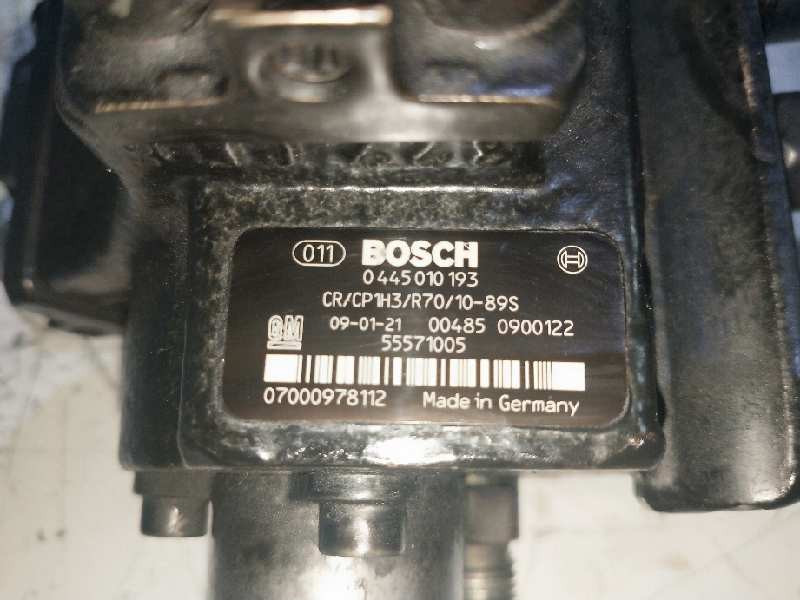 011 BOSCH
0 445 010 193
CR/CP1H3/R70/10-89S
GM 09-01-21 00485 0900122
55571005
07000978112 Made in Germany